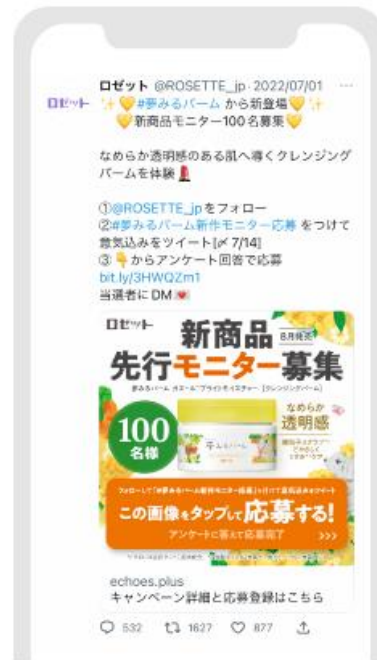 ロゼット @ROSETTE_jp·2022/07/01 ...
ロゼット
✨💛#夢みるバーム から新登場💛✨
💛新商品モニター100名募集💛
なめらか透明感のある肌へ導くクレンジング
バームを体験💄
①@ROSETTE_jpをフォロー
②#夢みるバーム新作モニター応募 をつけて
意気込みをツイート[〆 7/14]
③👇からアンケート回答で応募
bit.ly/3HWQZm1
当選者に DM💌
ロゼット
新商品
8月発売
先行モニター募集
100
名様
なめらか
透明感
この画像をタップして応募する!
アンケートに答えて応募完了 >>>
echoes.plus
キャンペーン詳細と応募登録はこちら
532 1627 877